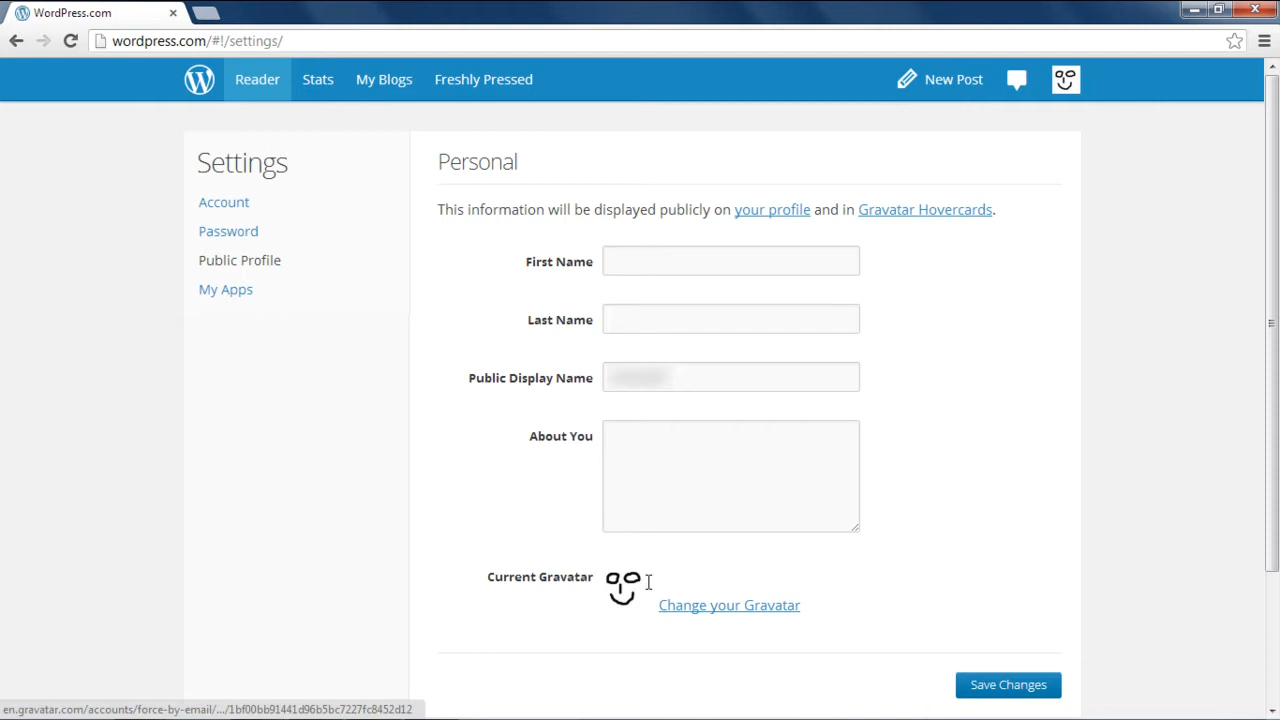 WordPress.com
wordpress.com/#!/settings/
Reader Stats My Blogs Freshly Pressed New Post
Settings
Account
Password
Public Profile
My Apps
Personal
This information will be displayed publicly on your profile and in Gravatar Hovercards.
First Name
Last Name
Public Display Name
About You
Current Gravatar
Change your Gravatar
Save Changes
en.gravatar.com/accounts/force-by-email/.../1bf00bb91441d96b5bc7227fc8452d12